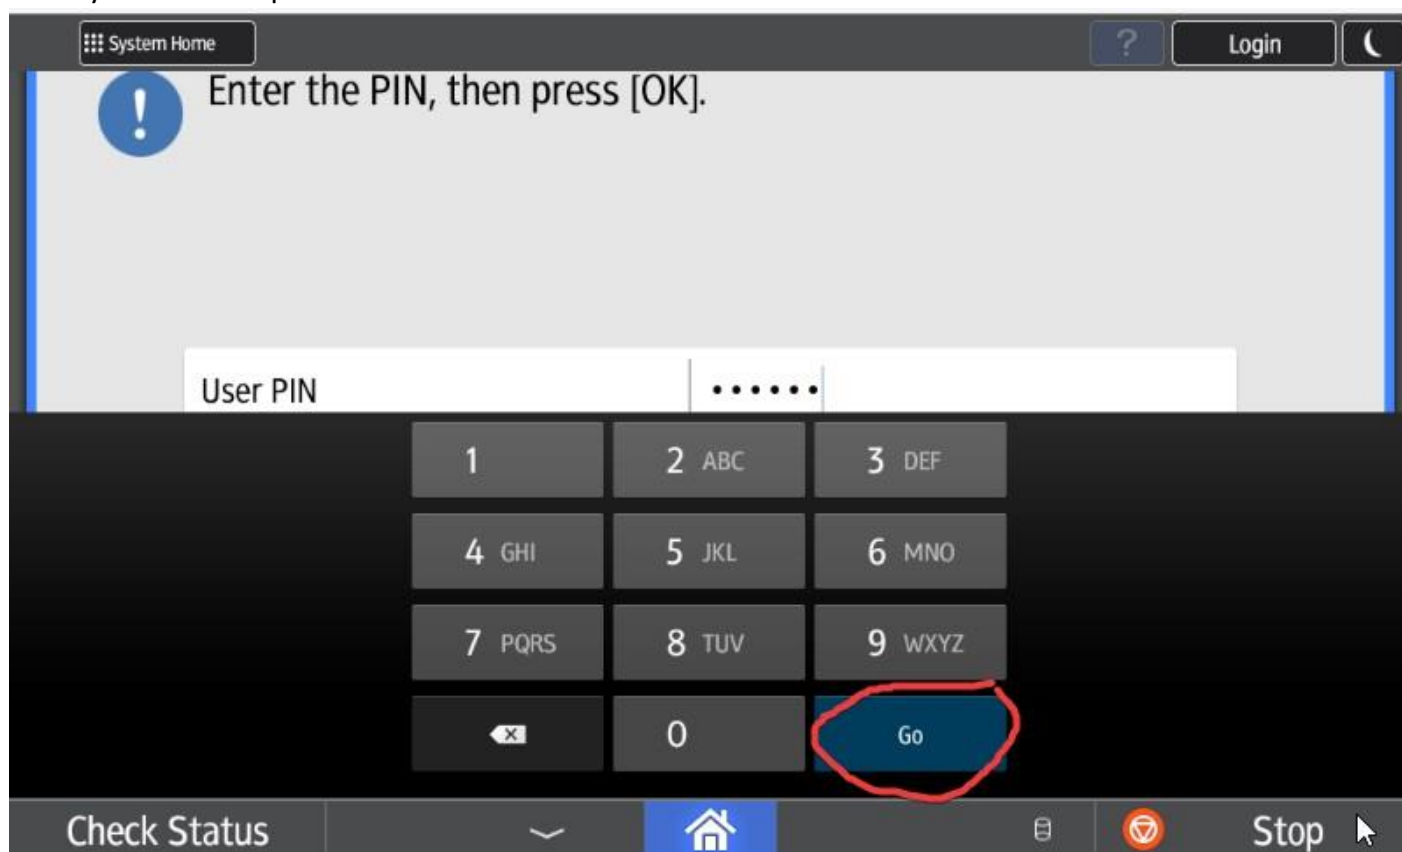 System Home
? Login
Enter the PIN, then press [OK].
!
User PIN ••••••
1 2 ABC 3 DEF
4 GHI 5 JKL 6 MNO
7 PQRS 8 TUV 9 WXYZ
0 Go
Check Status Stop